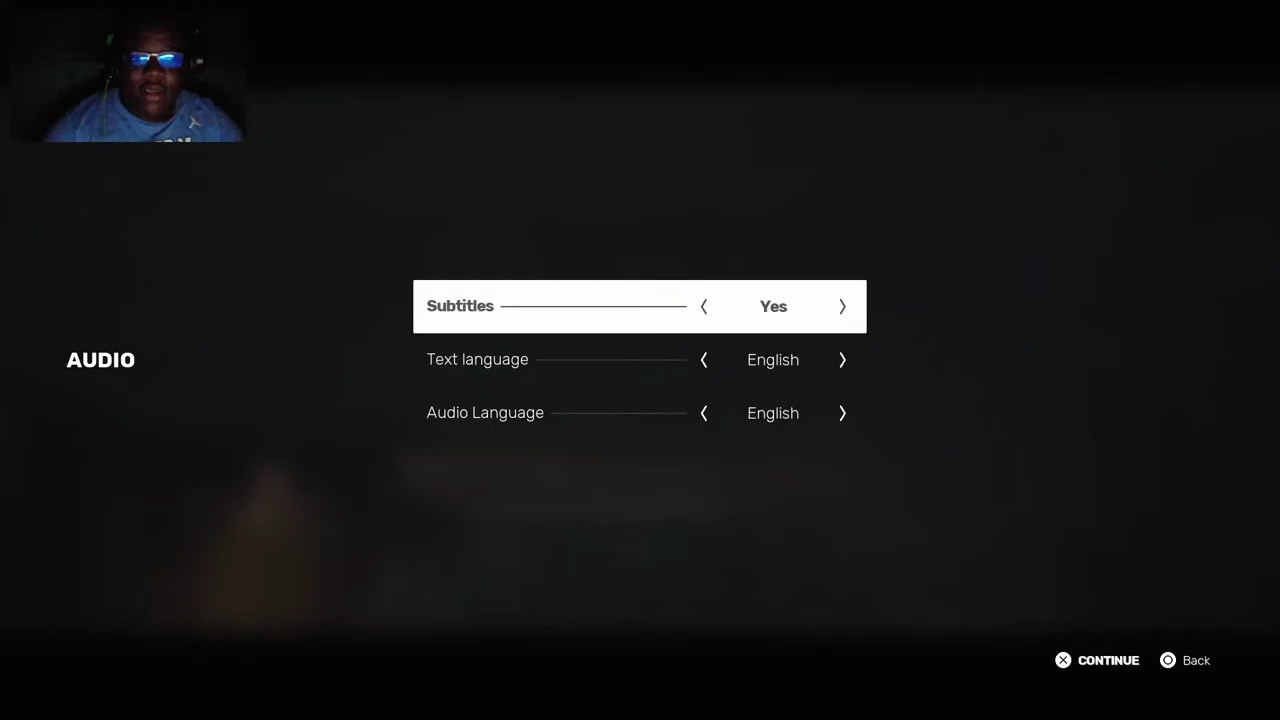 Subtitles Yes
AUDIO
Text language English
Audio Language English
CONTINUE Back